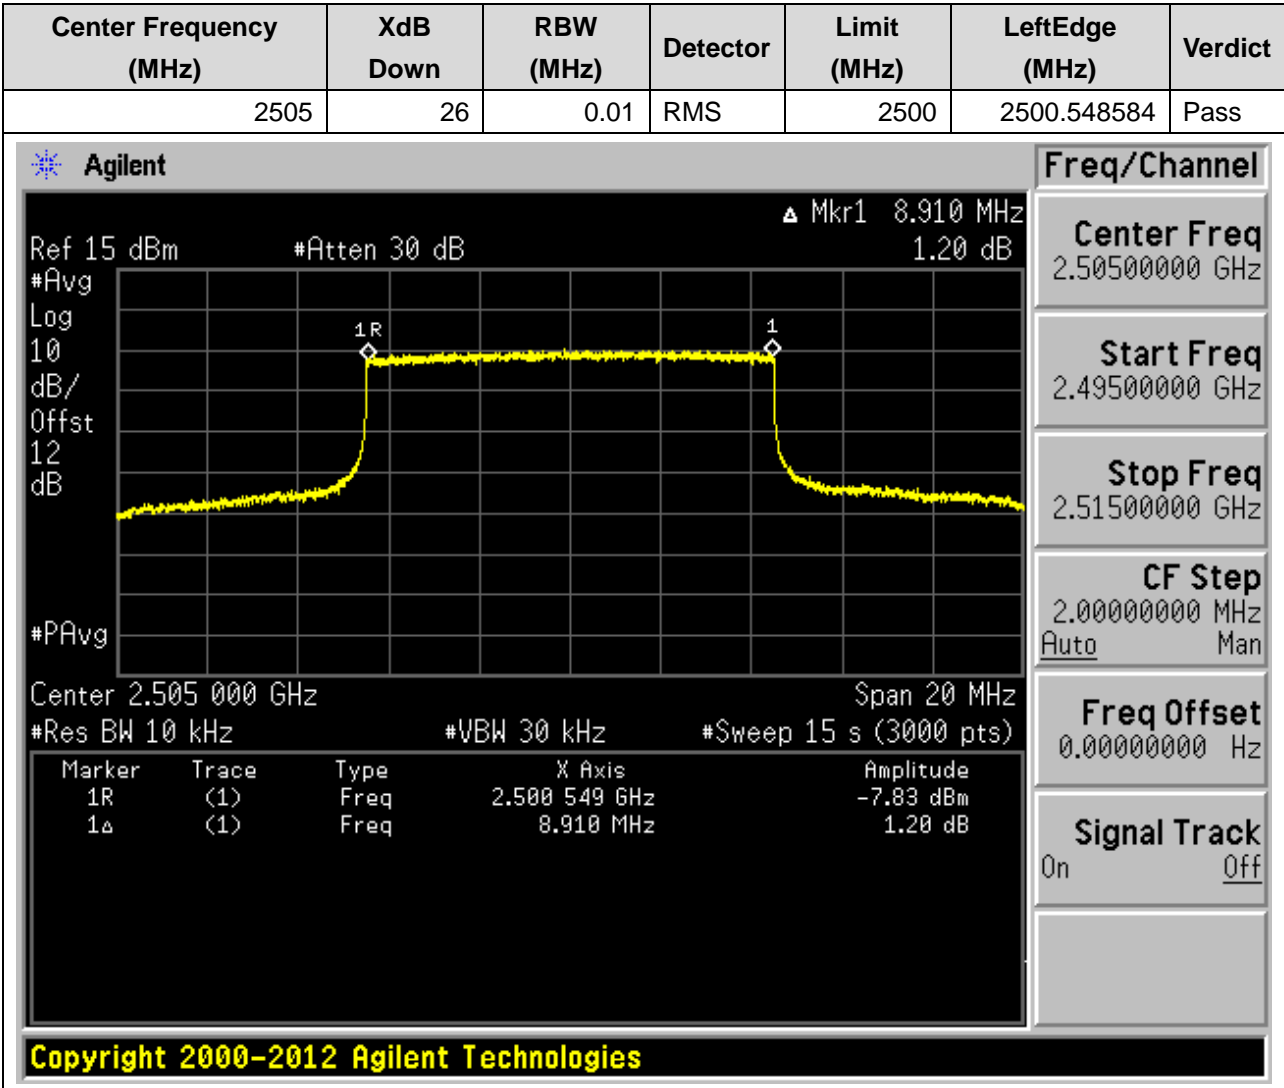 Center Frequency (MHz) XdB Down RBW (MHz) Detector Limit (MHz) LeftEdge (MHz) Verdict
2505 26 0.01 RMS 2500 2500.548584 Pass
Agilent
Freq/Channel
Δ Mkr1 8.910 MHz
Ref 15 dBm #Atten 30 dB 1.20 dB
#Avg
Log
10
dB/
Offst
12
dB
#PAvg
1R
1
Center 2.505 000 GHz Span 20 MHz
#Res BW 10 kHz #VBW 30 kHz #Sweep 15 s (3000 pts)
Marker Trace Type X Axis Amplitude
1R (1) Freq 2.500 549 GHz -7.83 dBm
1Δ (1) Freq 8.910 MHz 1.20 dB
Center Freq
2.50500000 GHz
Start Freq
2.49500000 GHz
Stop Freq
2.51500000 GHz
CF Step
2.00000000 MHz
Auto Man
Freq Offset
0.00000000 Hz
Signal Track
On Off
Copyright 2000-2012 Agilent Technologies